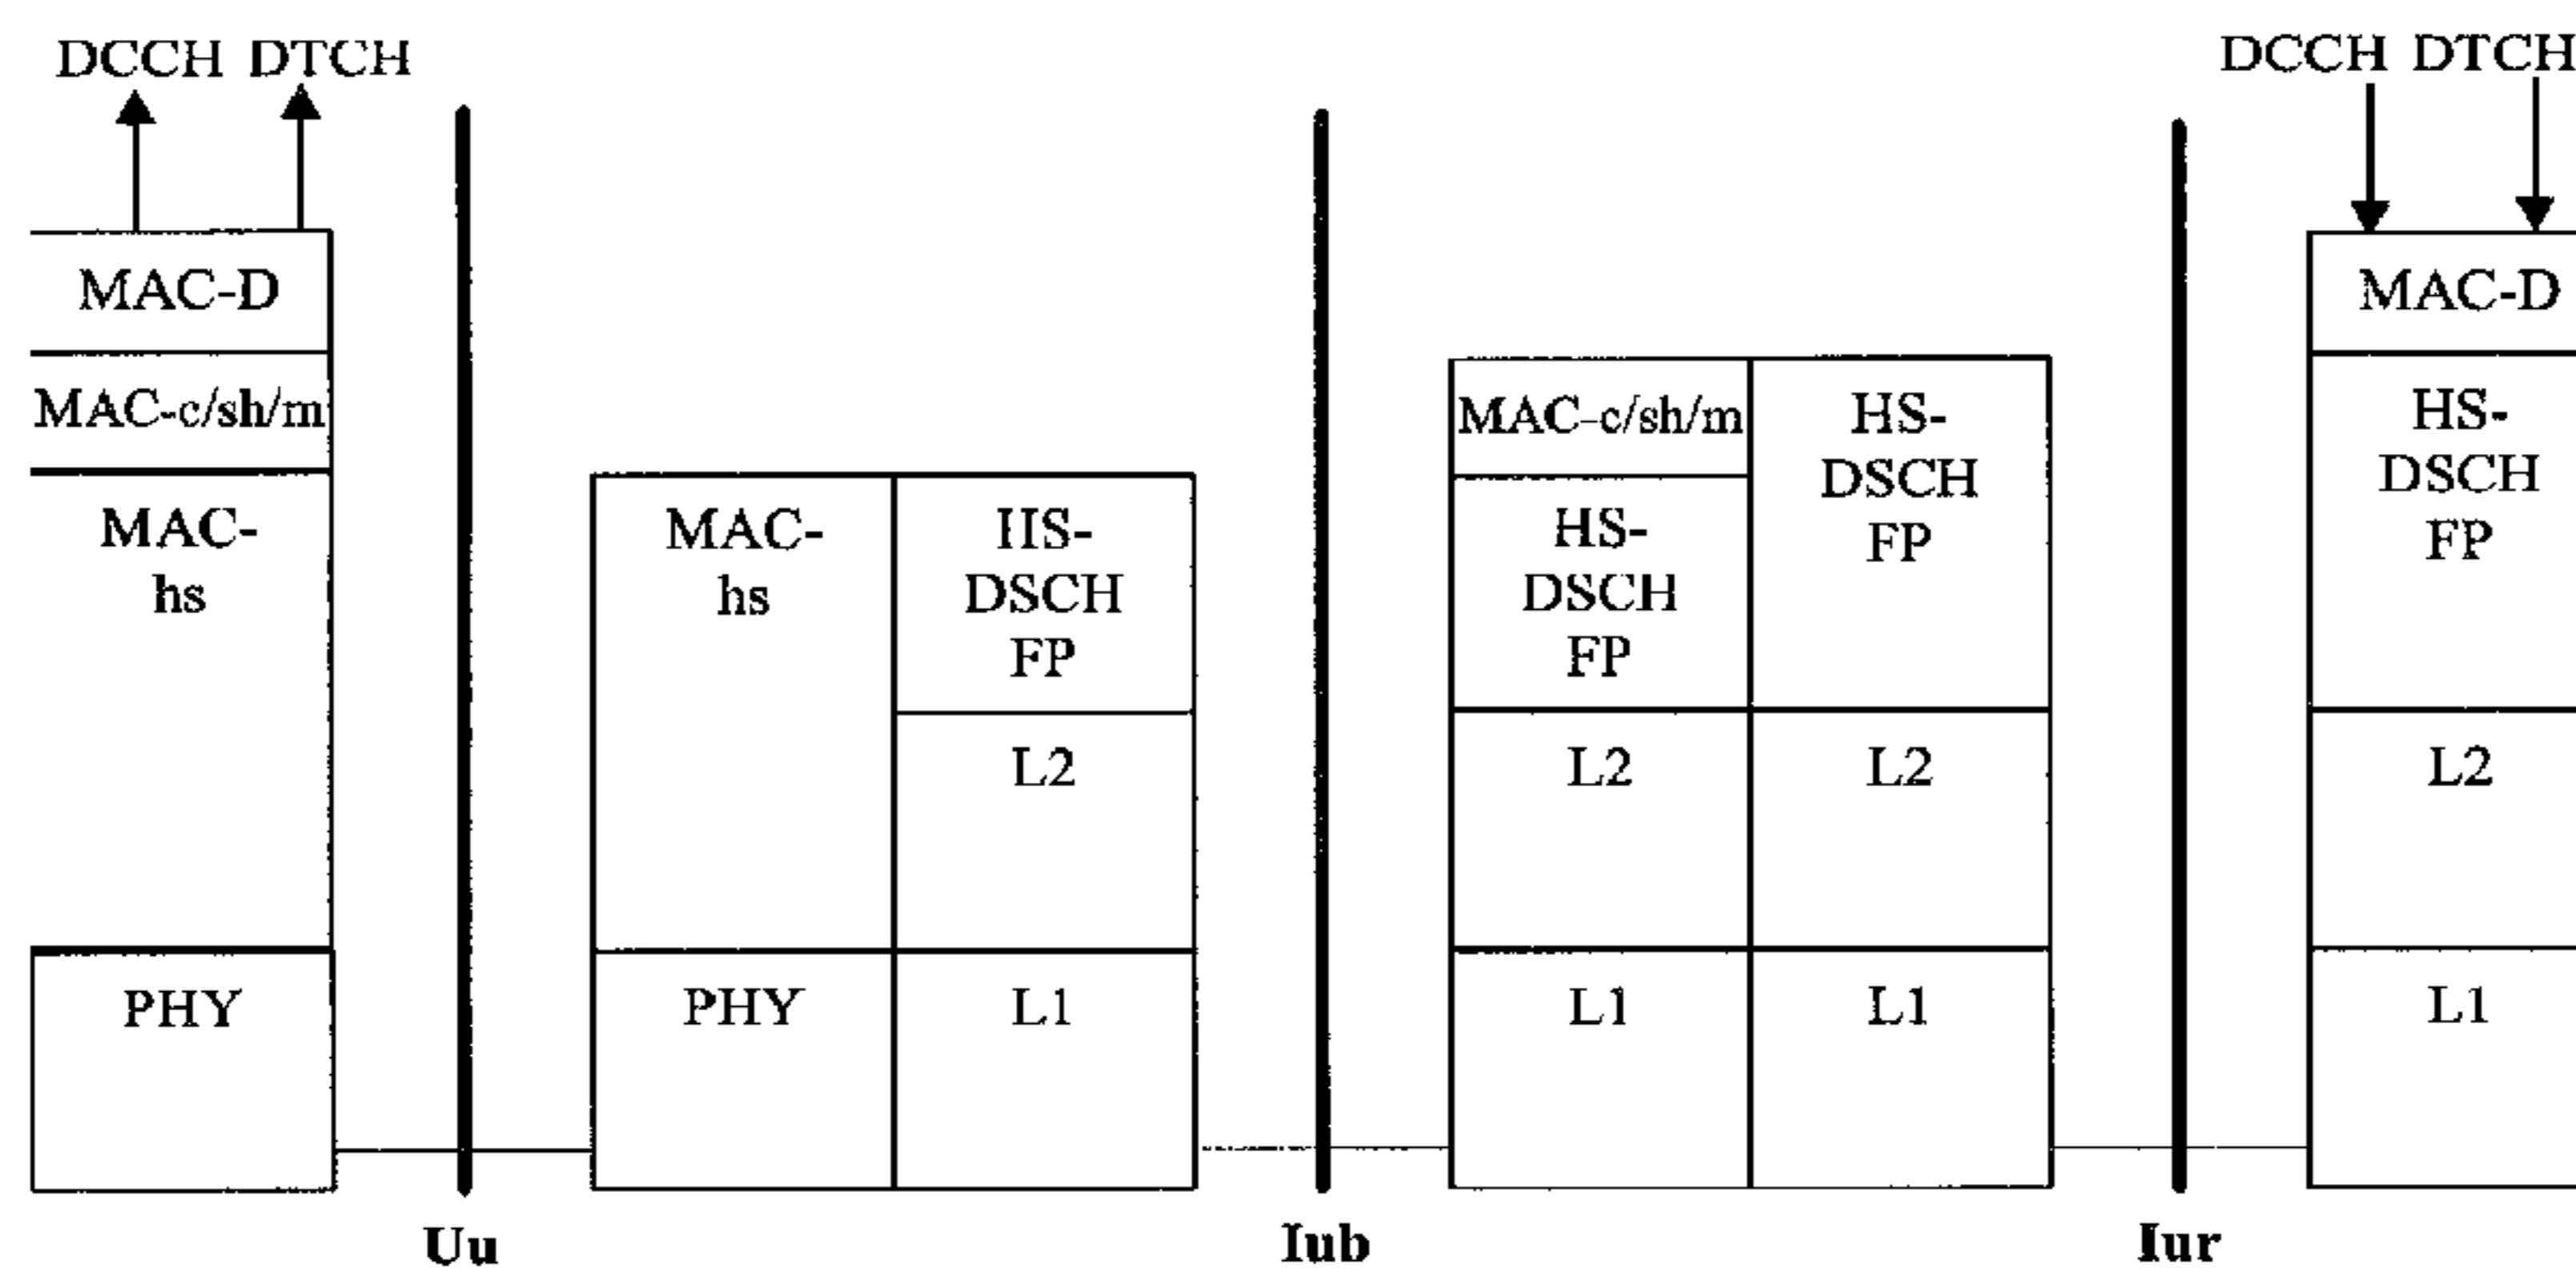 DCCH DTCH
DCCH DTCH
MAC-D
MAC-c/sh/m
MAC-
hs
PHY
MAC-
hs
PHY
HS-
DSCH
FP
L2
L1
MAC-c/sh/m
HS-
DSCH
FP
L2
L1
HS-
DSCH
FP
L2
L1
MAC-D
HS-
DSCH
FP
L2
L1
Uu
Iub
Iur